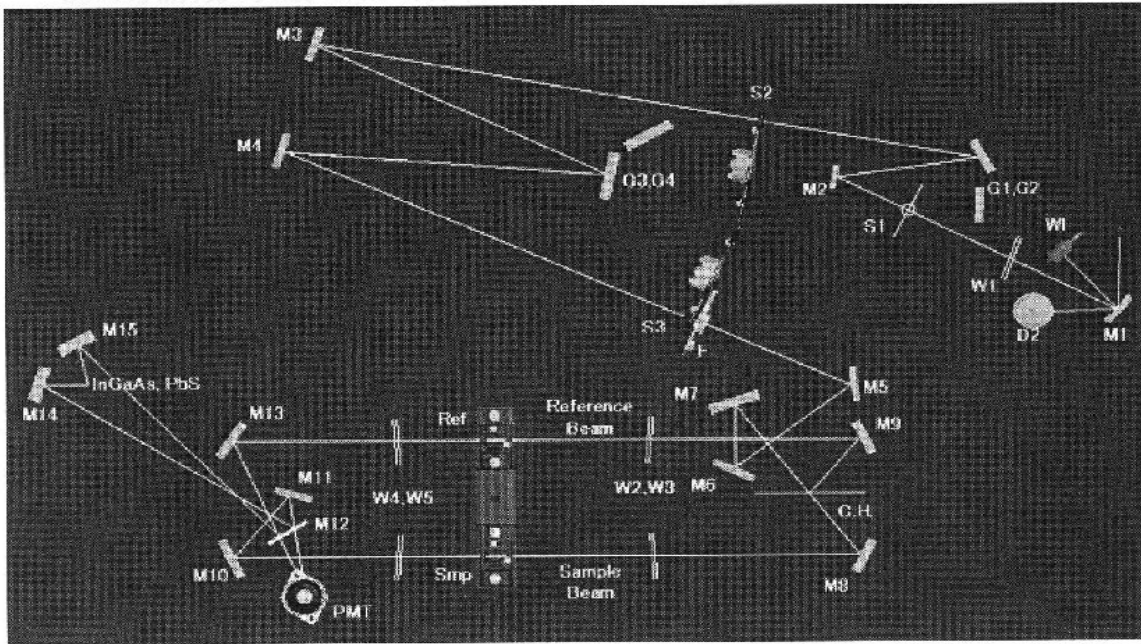 M3
S2
M4
G3,G4
M2
G1,G2
S1
WI
W1
D2
M1
S3
F
M15
InGaAs, PbS
M14
M5
M7
M13
Ref
Reference
Beam
M9
M11
W4,W5
W2,W3
M6
C.H.
M12
M10
Smp
Sample
Beam
M8
PMT